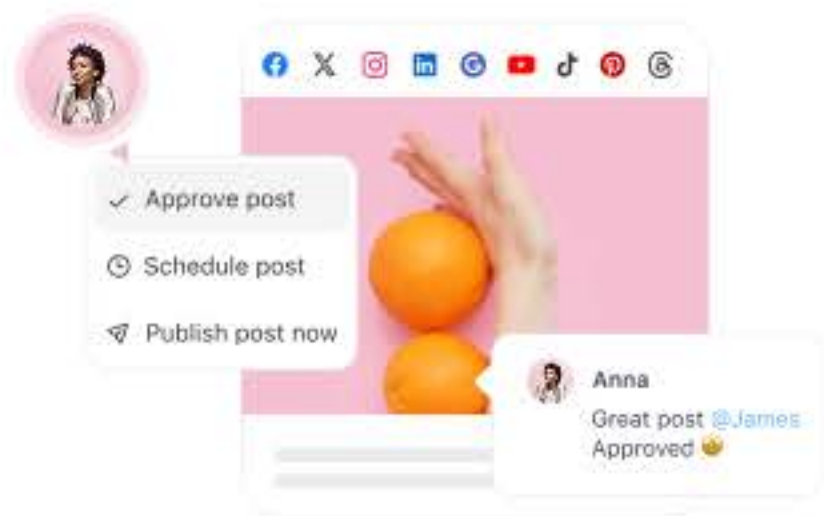 Approve post
Schedule post
Publish post now
Anna
Great post @James
Approved 🤩